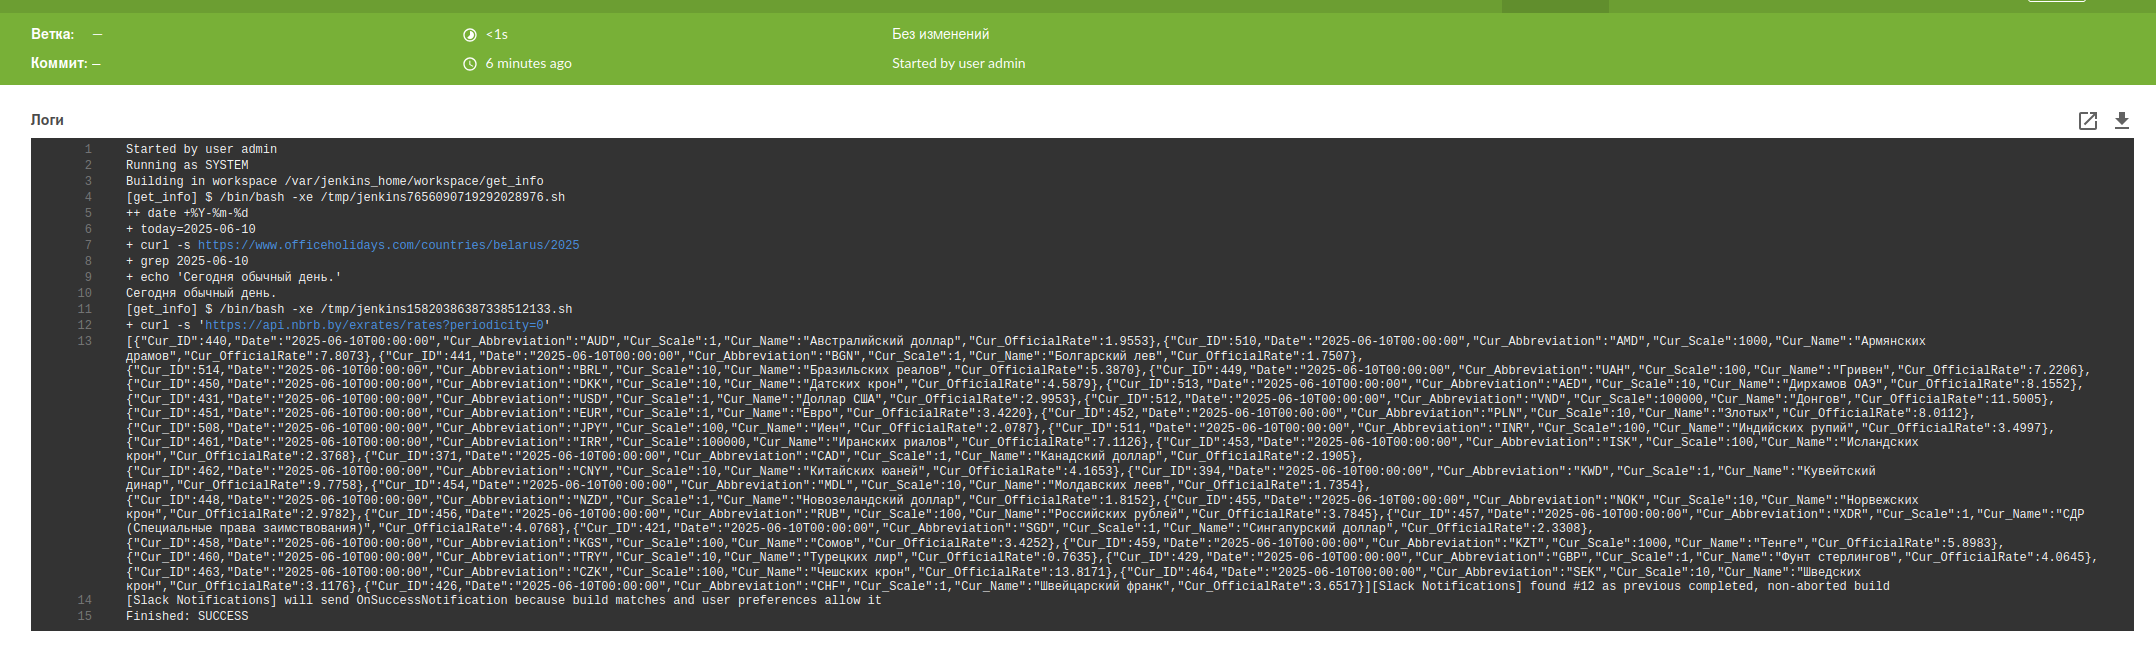 Ветка: —
<1s
Без изменений
Коммит: —
6 minutes ago
Started by user admin
Логи
1 Started by user admin
2 Running as SYSTEM
3 Building in workspace /var/jenkins_home/workspace/get_info
4 [get_info] $ /bin/bash -xe /tmp/jenkins7656090719292028976.sh
5 ++ date +%Y-%m-%d
6 + today=2025-06-10
7 + curl -s https://www.officeholidays.com/countries/belarus/2025
8 + grep 2025-06-10
9 + echo 'Сегодня обычный день.'
10 Сегодня обычный день.
11 [get_info] $ /bin/bash -xe /tmp/jenkins15820386387338512133.sh
12 + curl -s 'https://api.nbrb.by/exrates/rates?periodicity=0'
13 [{"Cur_ID":440,"Date":"2025-06-10T00:00:00","Cur_Abbreviation":"AUD","Cur_Scale":1,"Cur_Name":"Австралийский доллар","Cur_OfficialRate":1.9553},{"Cur_ID":510,"Date":"2025-06-10T00:00:00","Cur_Abbreviation":"AMD","Cur_Scale":1000,"Cur_Name":"Армянских
драмов","Cur_OfficialRate":7.8073},{"Cur_ID":441,"Date":"2025-06-10T00:00:00","Cur_Abbreviation":"BGN","Cur_Scale":1,"Cur_Name":"Болгарский лев","Cur_OfficialRate":1.7507},
{"Cur_ID":514,"Date":"2025-06-10T00:00:00","Cur_Abbreviation":"BRL","Cur_Scale":10,"Cur_Name":"Бразильских реалов","Cur_OfficialRate":5.3870},{"Cur_ID":449,"Date":"2025-06-10T00:00:00","Cur_Abbreviation":"UAH","Cur_Scale":100,"Cur_Name":"Гривен","Cur_OfficialRate":7.2206},
{"Cur_ID":450,"Date":"2025-06-10T00:00:00","Cur_Abbreviation":"DKK","Cur_Scale":10,"Cur_Name":"Датских крон","Cur_OfficialRate":4.5879},{"Cur_ID":513,"Date":"2025-06-10T00:00:00","Cur_Abbreviation":"AED","Cur_Scale":10,"Cur_Name":"Дирхамов ОАЭ","Cur_OfficialRate":8.1552},
{"Cur_ID":431,"Date":"2025-06-10T00:00:00","Cur_Abbreviation":"USD","Cur_Scale":1,"Cur_Name":"Доллар США","Cur_OfficialRate":2.9953},{"Cur_ID":512,"Date":"2025-06-10T00:00:00","Cur_Abbreviation":"VND","Cur_Scale":100000,"Cur_Name":"Донгов","Cur_OfficialRate":11.5005},
{"Cur_ID":451,"Date":"2025-06-10T00:00:00","Cur_Abbreviation":"EUR","Cur_Scale":1,"Cur_Name":"Евро","Cur_OfficialRate":3.4220},{"Cur_ID":452,"Date":"2025-06-10T00:00:00","Cur_Abbreviation":"PLN","Cur_Scale":10,"Cur_Name":"Злотых","Cur_OfficialRate":8.0112},
{"Cur_ID":508,"Date":"2025-06-10T00:00:00","Cur_Abbreviation":"JPY","Cur_Scale":100,"Cur_Name":"Иен","Cur_OfficialRate":2.0787},{"Cur_ID":511,"Date":"2025-06-10T00:00:00","Cur_Abbreviation":"INR","Cur_Scale":100,"Cur_Name":"Индийских рупий","Cur_OfficialRate":3.4997},
{"Cur_ID":461,"Date":"2025-06-10T00:00:00","Cur_Abbreviation":"IRR","Cur_Scale":100000,"Cur_Name":"Иранских риалов","Cur_OfficialRate":7.1126},{"Cur_ID":453,"Date":"2025-06-10T00:00:00","Cur_Abbreviation":"ISK","Cur_Scale":100,"Cur_Name":"Исландских
крон","Cur_OfficialRate":2.3768},{"Cur_ID":371,"Date":"2025-06-10T00:00:00","Cur_Abbreviation":"CAD","Cur_Scale":1,"Cur_Name":"Канадский доллар","Cur_OfficialRate":2.1905},
{"Cur_ID":462,"Date":"2025-06-10T00:00:00","Cur_Abbreviation":"CNY","Cur_Scale":10,"Cur_Name":"Китайских юаней","Cur_OfficialRate":4.1653},{"Cur_ID":394,"Date":"2025-06-10T00:00:00","Cur_Abbreviation":"KWD","Cur_Scale":1,"Cur_Name":"Кувейтский
динар","Cur_OfficialRate":9.7758},{"Cur_ID":454,"Date":"2025-06-10T00:00:00","Cur_Abbreviation":"MDL","Cur_Scale":10,"Cur_Name":"Молдавских леев","Cur_OfficialRate":1.7354},
{"Cur_ID":448,"Date":"2025-06-10T00:00:00","Cur_Abbreviation":"NZD","Cur_Scale":1,"Cur_Name":"Новозеландский доллар","Cur_OfficialRate":1.8152},{"Cur_ID":455,"Date":"2025-06-10T00:00:00","Cur_Abbreviation":"NOK","Cur_Scale":10,"Cur_Name":"Норвежских
крон","Cur_OfficialRate":2.9782},{"Cur_ID":456,"Date":"2025-06-10T00:00:00","Cur_Abbreviation":"RUB","Cur_Scale":100,"Cur_Name":"Российских рублей","Cur_OfficialRate":3.7845},{"Cur_ID":457,"Date":"2025-06-10T00:00:00","Cur_Abbreviation":"XDR","Cur_Scale":1,"Cur_Name":"СДР
(Специальные права заимствования)","Cur_OfficialRate":4.0768},{"Cur_ID":421,"Date":"2025-06-10T00:00:00","Cur_Abbreviation":"SGD","Cur_Scale":1,"Cur_Name":"Сингапурский доллар","Cur_OfficialRate":2.3308},
{"Cur_ID":458,"Date":"2025-06-10T00:00:00","Cur_Abbreviation":"KGS","Cur_Scale":100,"Cur_Name":"Сомов","Cur_OfficialRate":3.4252},{"Cur_ID":459,"Date":"2025-06-10T00:00:00","Cur_Abbreviation":"KZT","Cur_Scale":1000,"Cur_Name":"Тенге","Cur_OfficialRate":5.8983},
{"Cur_ID":460,"Date":"2025-06-10T00:00:00","Cur_Abbreviation":"TRY","Cur_Scale":10,"Cur_Name":"Турецких лир","Cur_OfficialRate":0.7635},{"Cur_ID":429,"Date":"2025-06-10T00:00:00","Cur_Abbreviation":"GBP","Cur_Scale":1,"Cur_Name":"Фунт стерлингов","Cur_OfficialRate":4.0645},
{"Cur_ID":463,"Date":"2025-06-10T00:00:00","Cur_Abbreviation":"CZK","Cur_Scale":100,"Cur_Name":"Чешских крон","Cur_OfficialRate":13.8171},{"Cur_ID":464,"Date":"2025-06-10T00:00:00","Cur_Abbreviation":"SEK","Cur_Scale":10,"Cur_Name":"Шведских
крон","Cur_OfficialRate":3.1176},{"Cur_ID":426,"Date":"2025-06-10T00:00:00","Cur_Abbreviation":"CHF","Cur_Scale":1,"Cur_Name":"Швейцарский франк","Cur_OfficialRate":3.6517}][Slack Notifications] found #12 as previous completed, non-aborted build
14 [Slack Notifications] will send OnSuccessNotification because build matches and user preferences allow it
15 Finished: SUCCESS